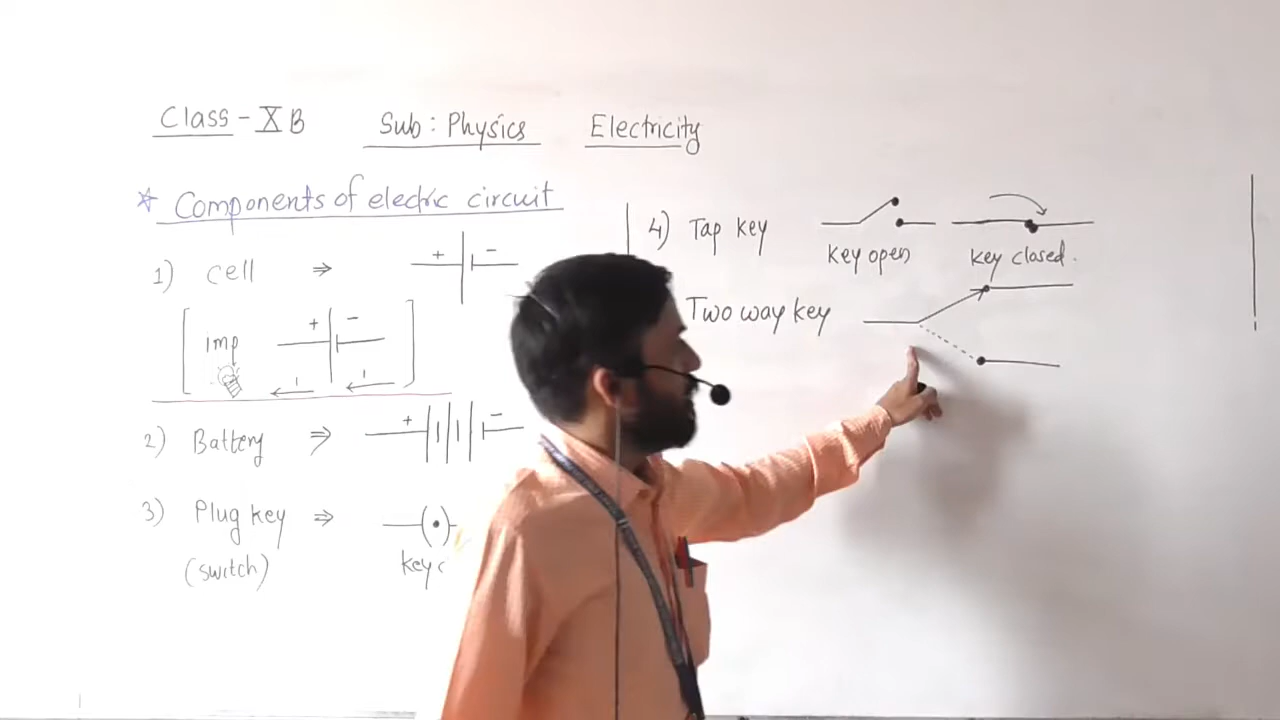 Class - X B Sub : Physics Electricity
☆ Components of electric circuit
1) Cell ⇒ + -
[ imp + - ]
I I
2) Battery ⇒ + -
3) Plug key ⇒ (•)
(switch) key
4) Tap key
key open key closed.
Two way key